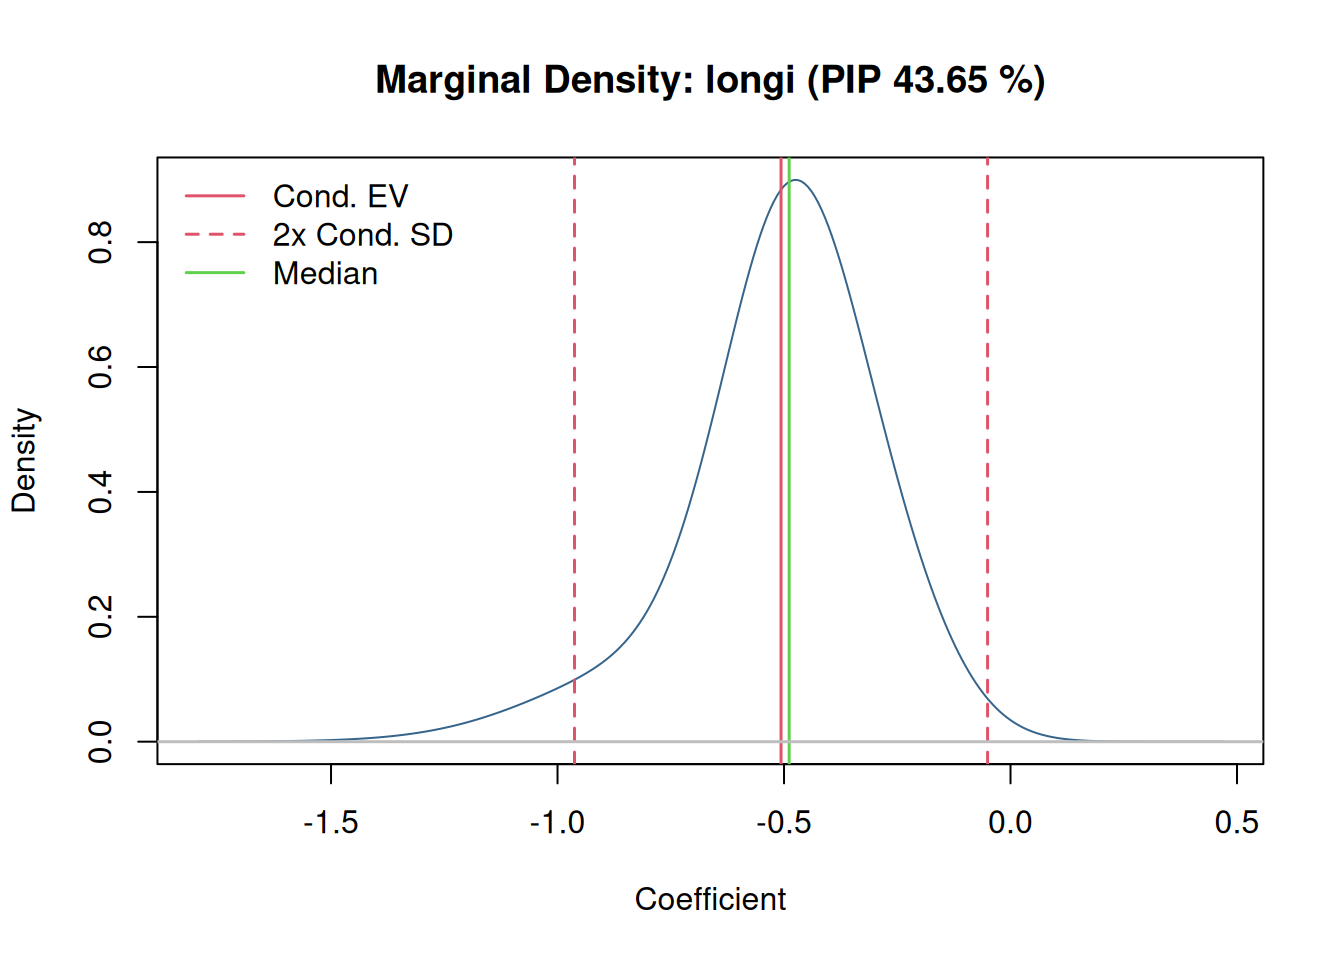 Marginal Density: longi (PIP 43.65 %)
Cond. EV
2x Cond. SD
Median
Density
0.8
0.6
0.4
0.2
0.0
-1.5 -1.0 -0.5 0.0 0.5
Coefficient